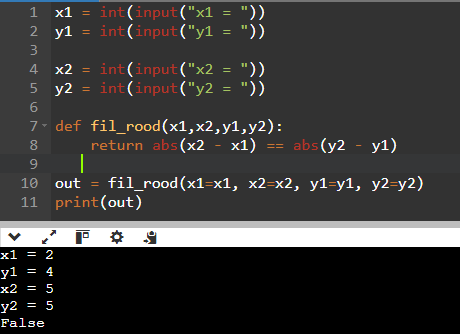 1 x1 = int(input("x1 = "))
2 y1 = int(input("y1 = "))
3
4 x2 = int(input("x2 = "))
5 y2 = int(input("y2 = "))
6
7 def fil_rood(x1,x2,y1,y2):
8     return abs(x2 - x1) == abs(y2 - y1)
9
10 out = fil_rood(x1=x1, x2=x2, y1=y1, y2=y2)
11 print(out)
x1 = 2
y1 = 4
x2 = 5
y2 = 5
False